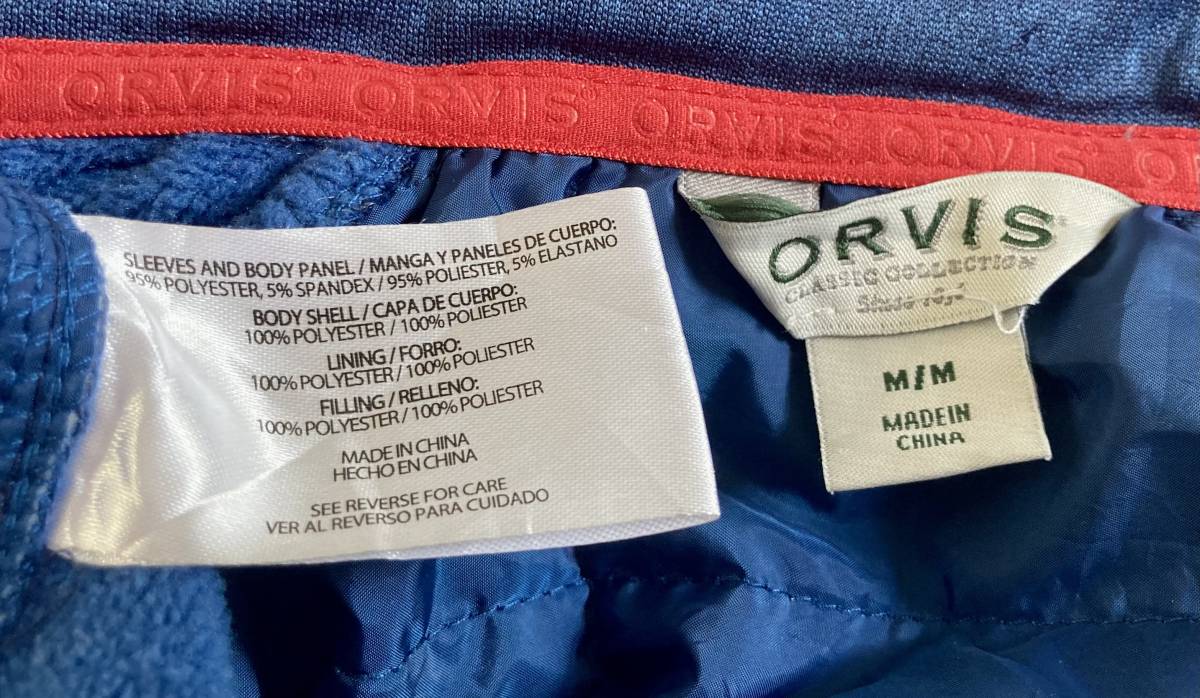 ORVIS ORVIS ORVIS ORVIS
SLEEVES AND BODY PANEL / MANGA Y PANELES DE CUERPO:
95% POLYESTER, 5% SPANDEX / 95% POLIESTER, 5% ELASTANO
BODY SHELL / CAPA DE CUERPO:
100% POLYESTER / 100% POLIESTER
LINING / FORRO:
100% POLYESTER / 100% POLIESTER
FILLING / RELLENO:
100% POLYESTER / 100% POLIESTER
MADE IN CHINA
HECHO EN CHINA
SEE REVERSE FOR CARE
VER AL REVERSO PARA CUIDADO
ORVIS
CLASSIC COLLECTION
Since
M/M
MADE IN
CHINA